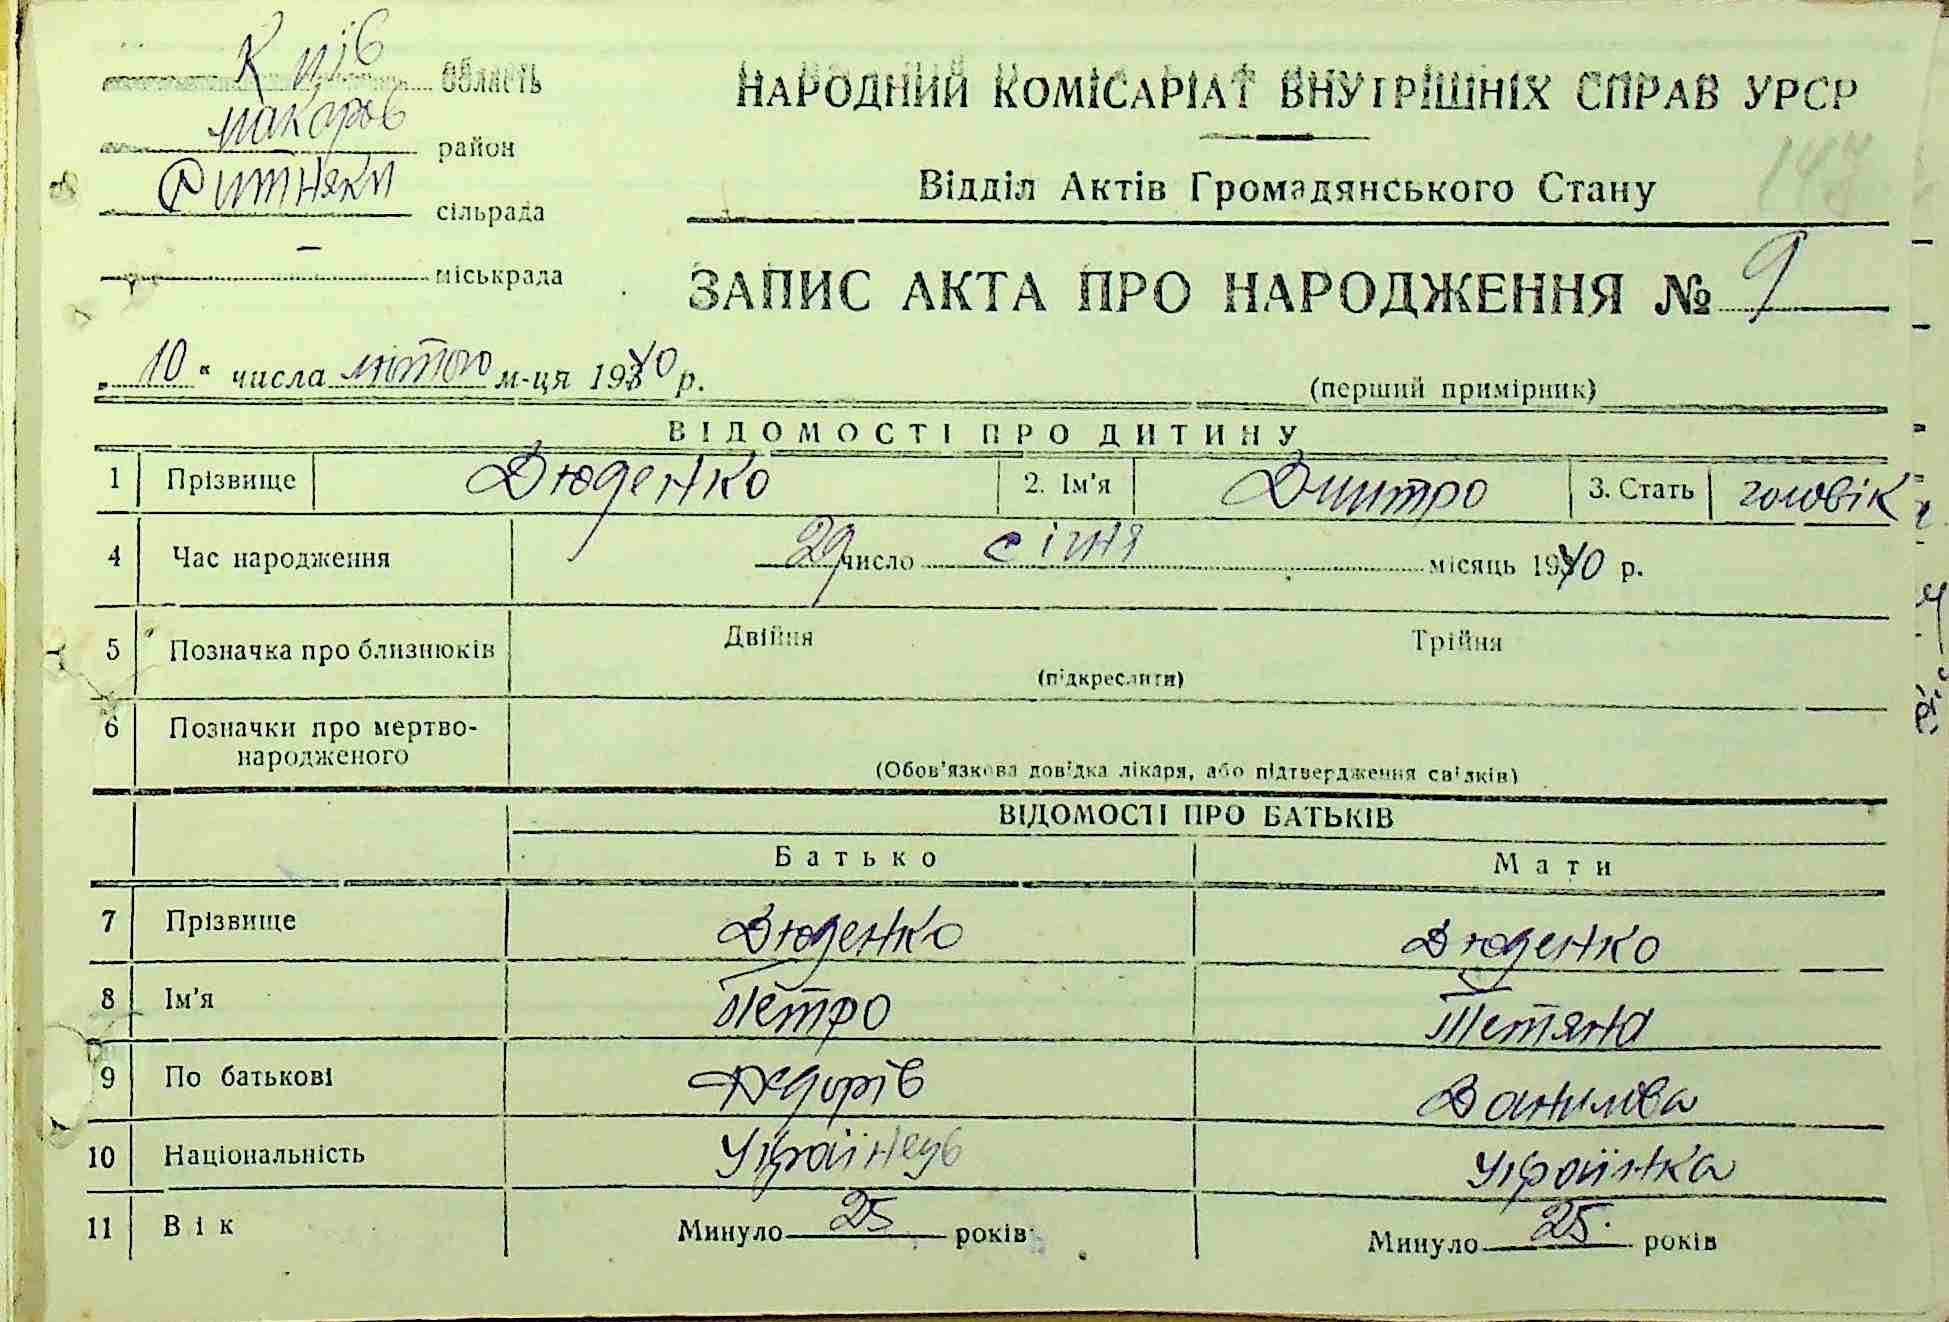 Київ область
Макарів район
Ситняки сільрада
— міськрада
НАРОДНИЙ КОМІСАРІАТ ВНУТРІШНІХ СПРАВ УРСР
Відділ Актів Громадянського Стану
147
ЗАПИС АКТА ПРО НАРОДЖЕННЯ № 9
„10“ числа лютого м-ця 1940 р.
(перший примірник)
ВІДОМОСТІ ПРО ДИТИНУ
1 Прізвище Дюденко 2. Ім'я Дмитро 3. Стать чоловік
4 Час народження 29 число січня місяць 1940 р.
5 Позначка про близнюків Двійня Трійня
(підкреслити)
6 Позначки про мертво-
народженого
(Обов'язкова довідка лікаря, або підтвердження свідків)
ВІДОМОСТІ ПРО БАТЬКІВ
Батько Мати
7 Прізвище Дюденко Дюденко
8 Ім'я Петро Тетяна
9 По батькові Федорів Данилова
10 Національність Українець Українка
11 Вік Минуло 25 років Минуло 25 років